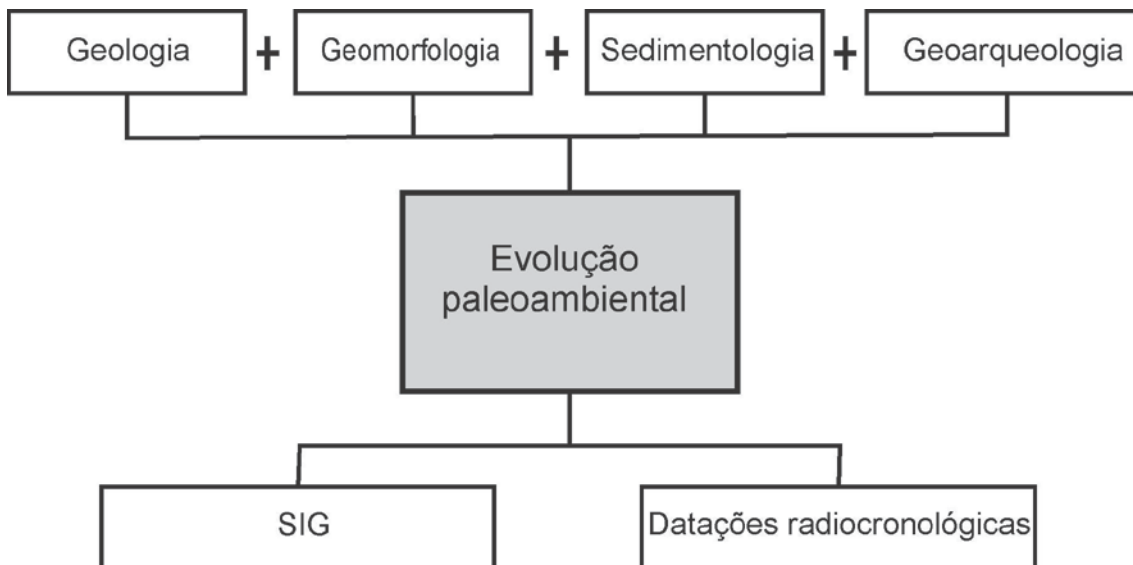 Geologia + Geomorfologia + Sedimentologia + Geoarqueologia
Evolução
paleoambiental
SIG
Datações radiocronológicas